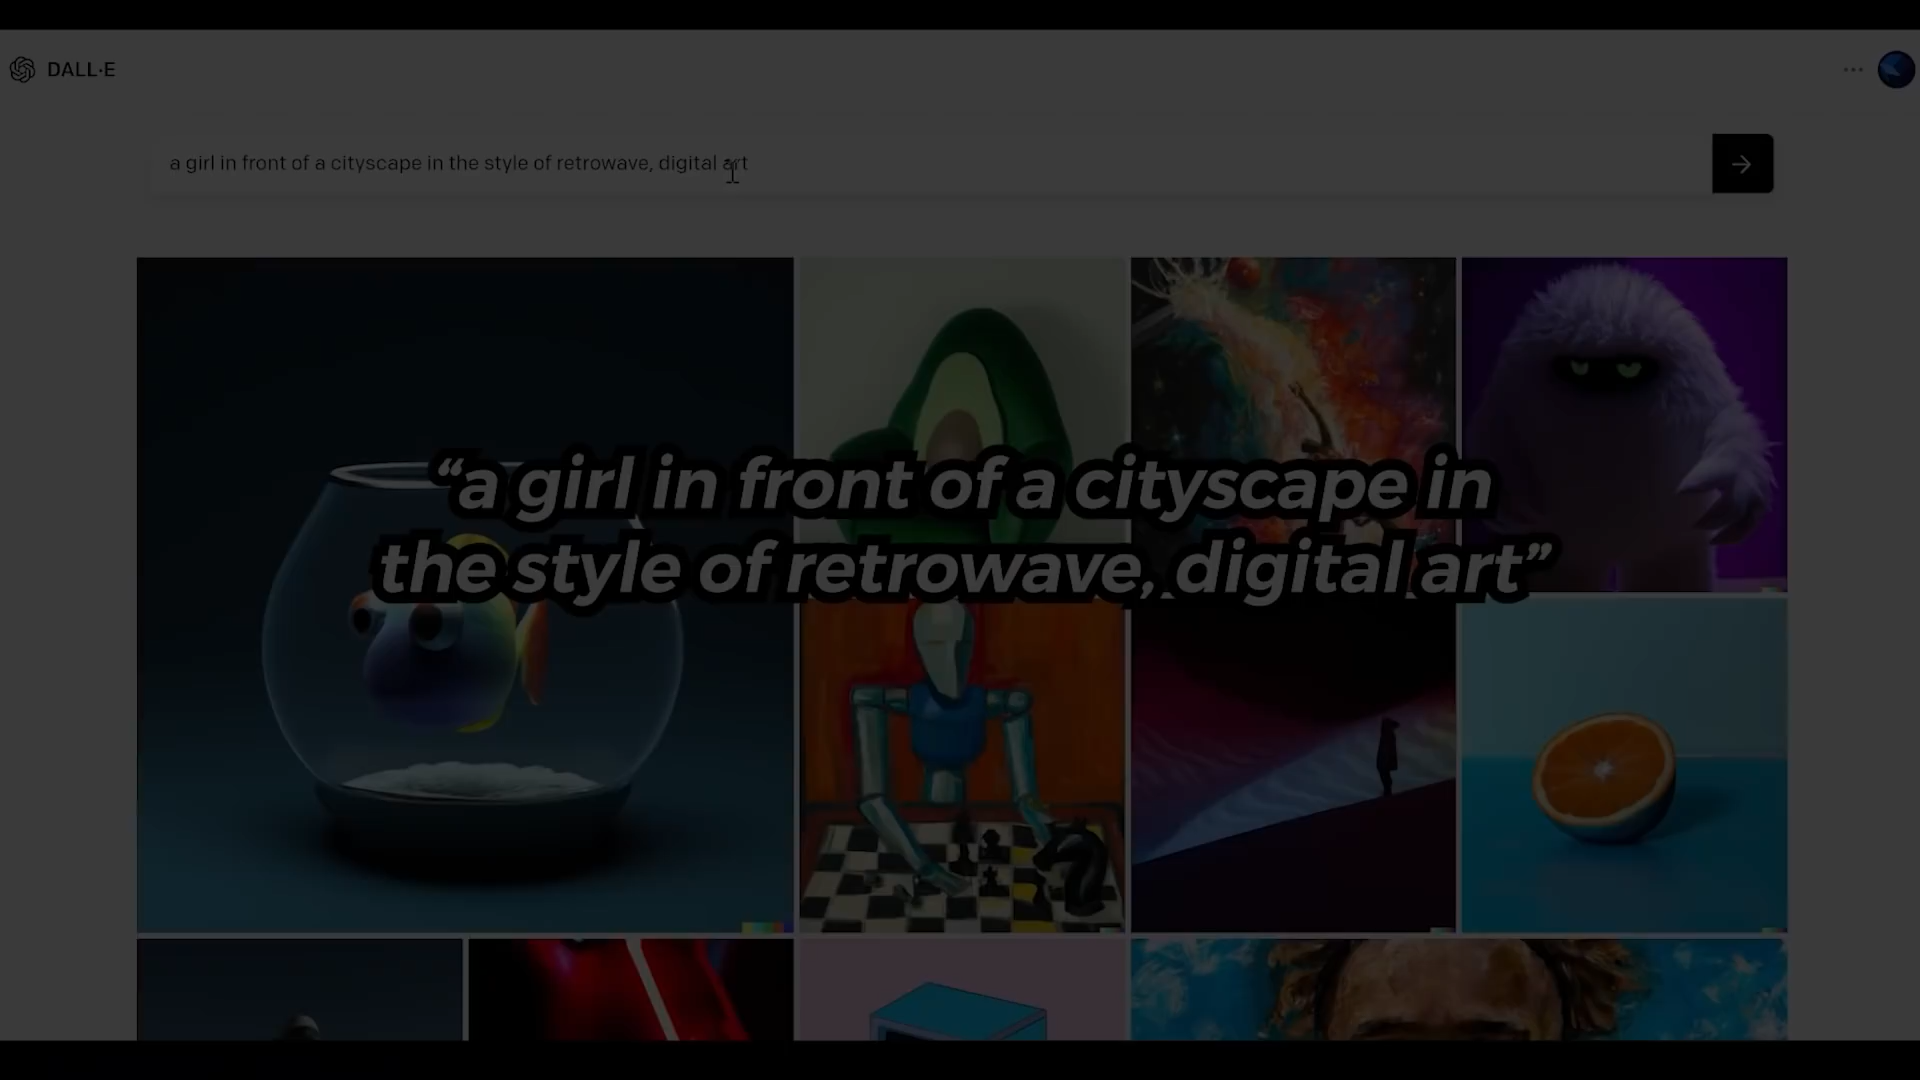 DALL·E
a girl in front of a cityscape in the style of retrowave, digital art
“a girl in front of a cityscape in
the style of retrowave, digital art”